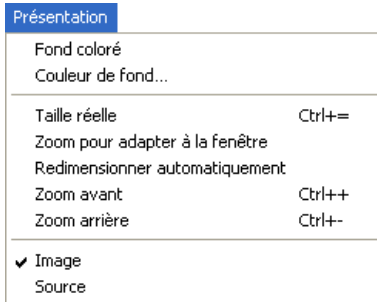 Présentation
Fond coloré
Couleur de fond...
Taille réelle Ctrl+=
Zoom pour adapter à la fenêtre
Redimensionner automatiquement
Zoom avant Ctrl++
Zoom arrière Ctrl+-
Image
Source